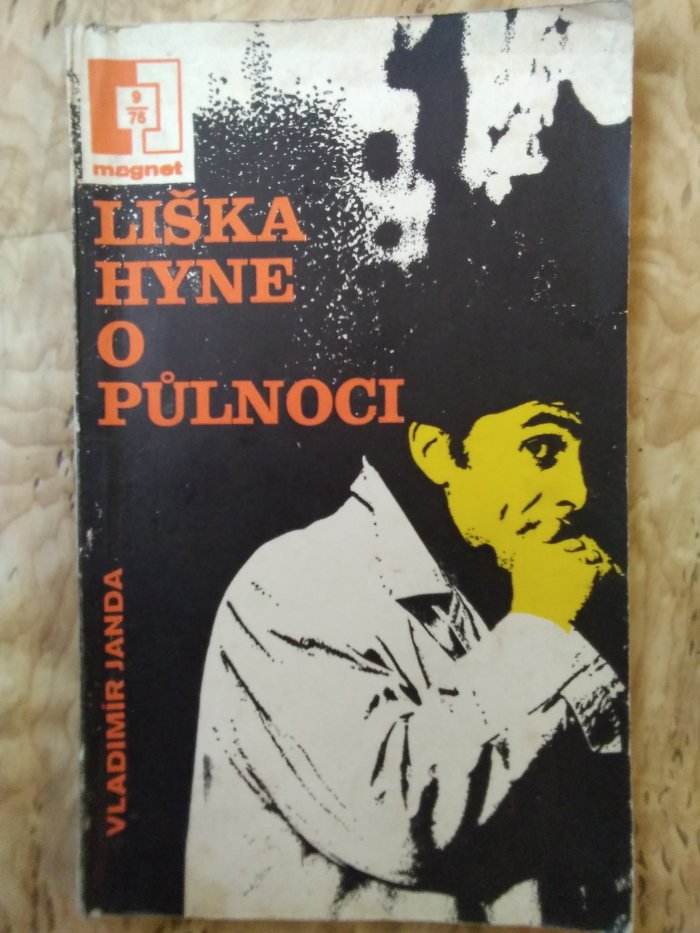 9
76
magnet
LIŠKA
HYNE
O
PŮLNOCI
VLADIMÍR JANDA